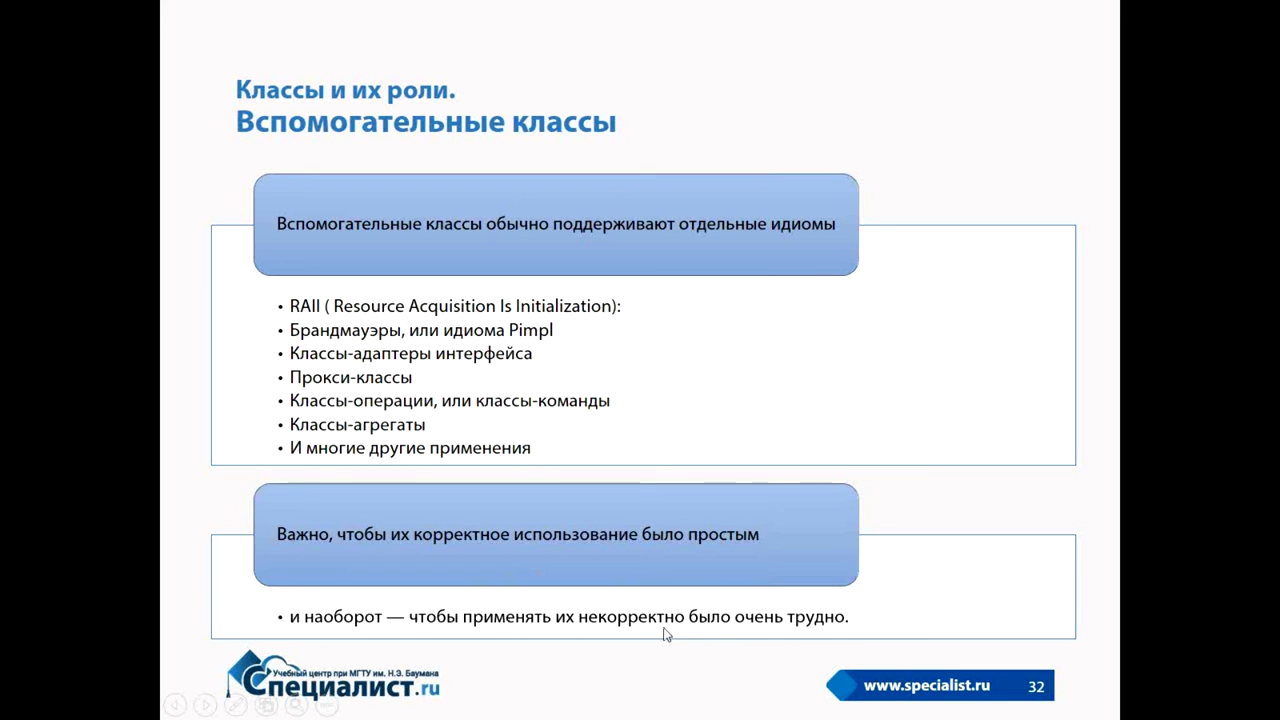 Классы и их роли.
Вспомогательные классы
Вспомогательные классы обычно поддерживают отдельные идиомы
• RAII ( Resource Acquisition Is Initialization):
• Брандмауэры, или идиома Pimpl
• Классы-адаптеры интерфейса
• Прокси-классы
• Классы-операции, или классы-команды
• Классы-агрегаты
• И многие другие применения
Важно, чтобы их корректное использование было простым
• и наоборот — чтобы применять их некорректно было очень трудно.
Учебный центр при МГТУ им. Н.Э. Баумана
Специалист.ru
www.specialist.ru
32